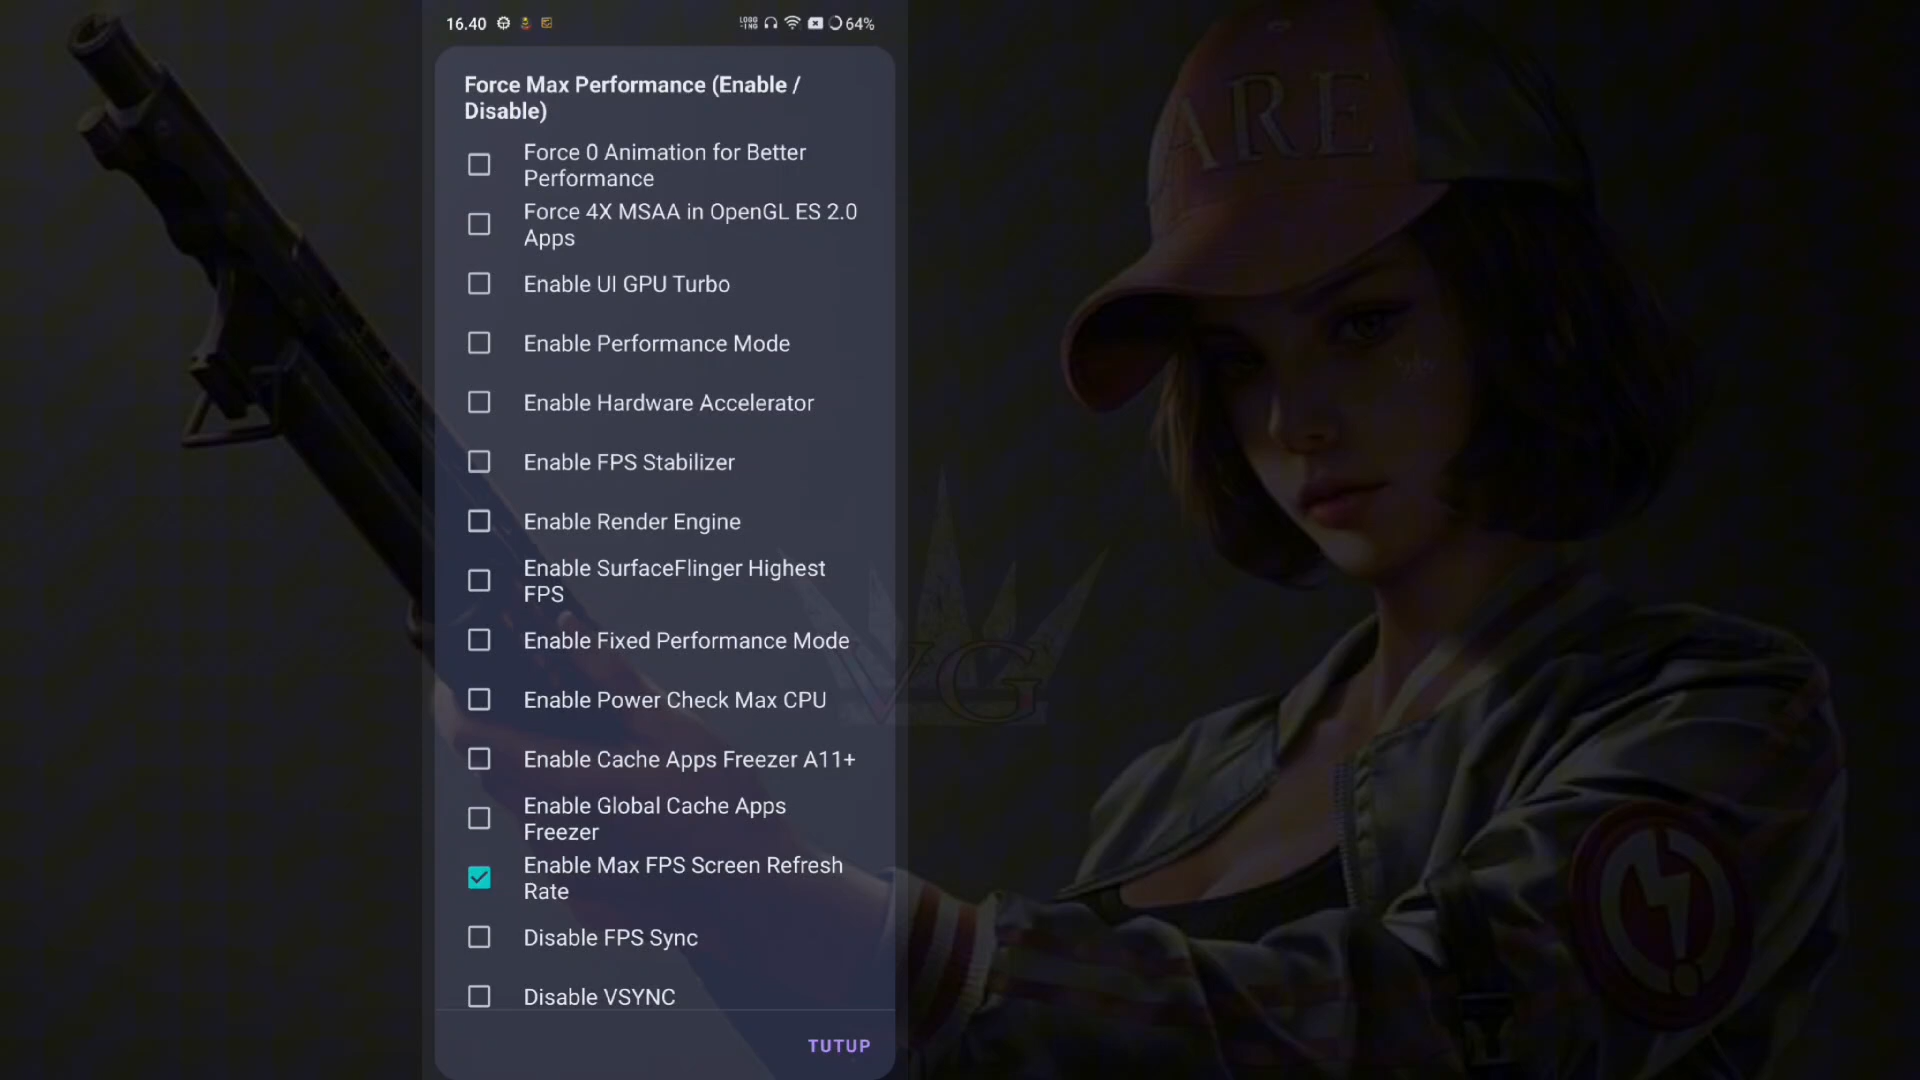 16.40
64%
ARE
Force Max Performance (Enable /
Disable)
Force 0 Animation for Better
Performance
Force 4X MSAA in OpenGL ES 2.0
Apps
Enable UI GPU Turbo
Enable Performance Mode
Enable Hardware Accelerator
Enable FPS Stabilizer
Enable Render Engine
Enable SurfaceFlinger Highest
FPS
Enable Fixed Performance Mode
VG
Enable Power Check Max CPU
Enable Cache Apps Freezer A11+
Enable Global Cache Apps
Freezer
Enable Max FPS Screen Refresh
Rate
Disable FPS Sync
Disable VSYNC
TUTUP